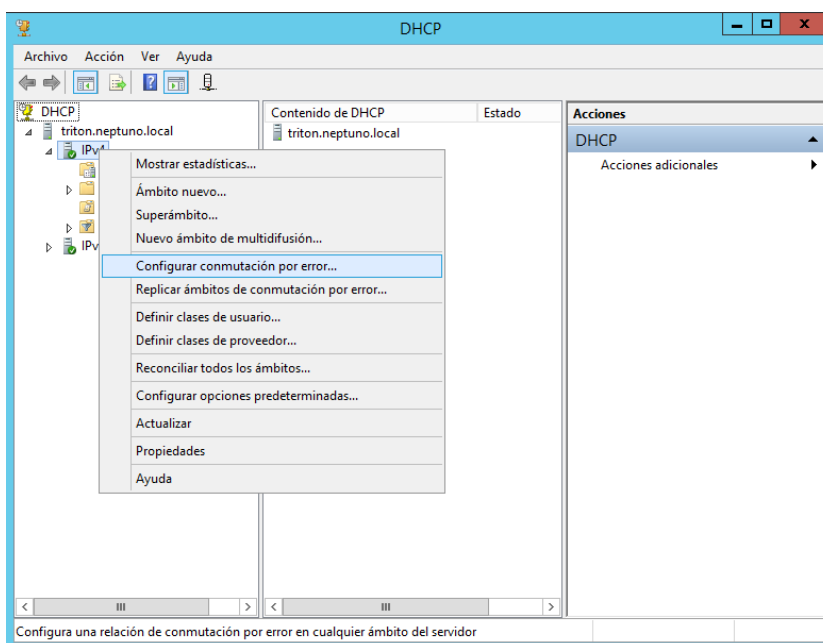 DHCP
Archivo Acción Ver Ayuda
DHCP
triton.neptuno.local
IPv4
IPv
Contenido de DHCP Estado
triton.neptuno.local
Acciones
DHCP
Acciones adicionales
Mostrar estadísticas...
Ámbito nuevo...
Superámbito...
Nuevo ámbito de multidifusión...
Configurar conmutación por error...
Replicar ámbitos de conmutación por error...
Definir clases de usuario...
Definir clases de proveedor...
Reconciliar todos los ámbitos...
Configurar opciones predeterminadas...
Actualizar
Propiedades
Ayuda
Configura una relación de conmutación por error en cualquier ámbito del servidor